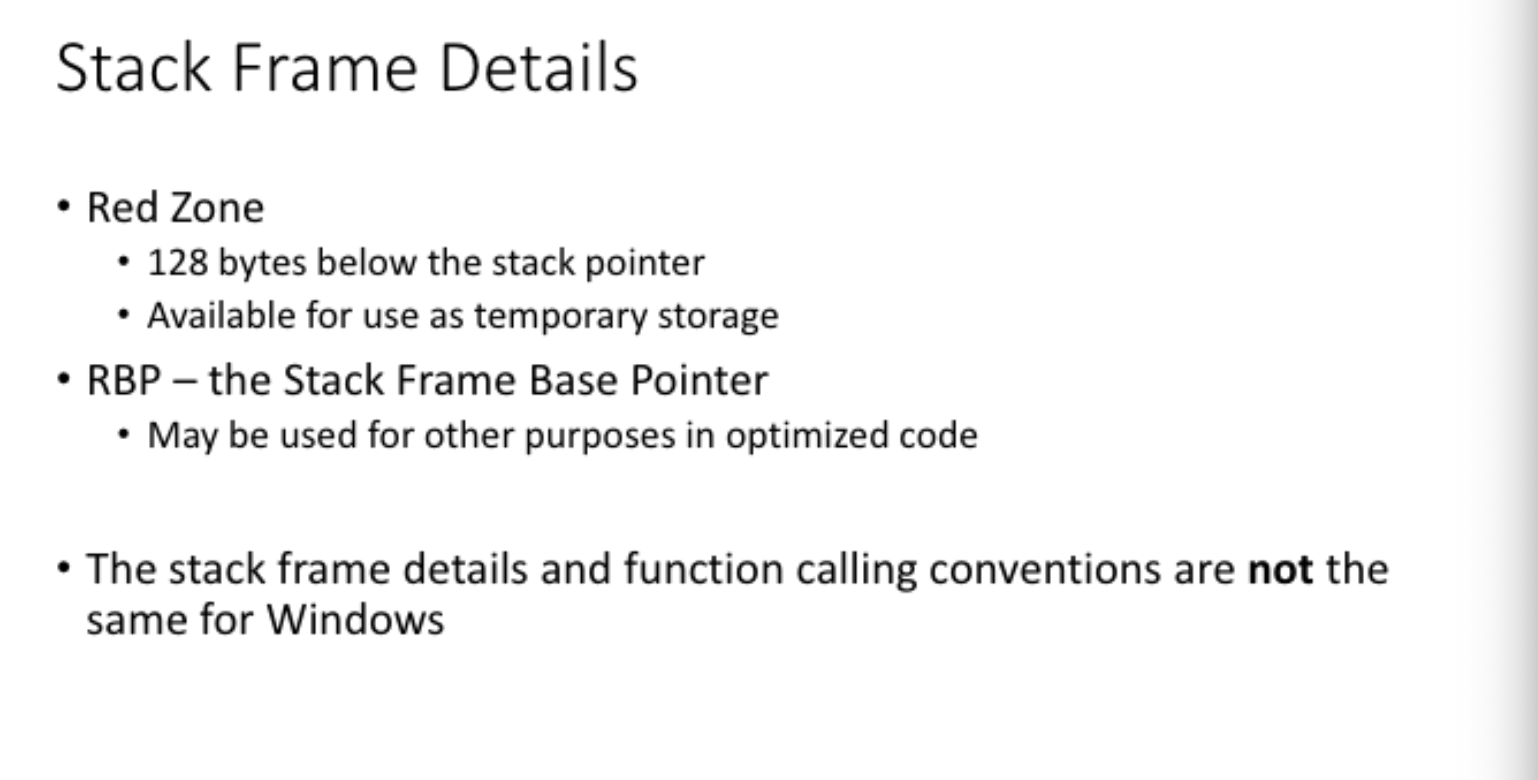 Stack Frame Details
• Red Zone
• 128 bytes below the stack pointer
• Available for use as temporary storage
• RBP – the Stack Frame Base Pointer
• May be used for other purposes in optimized code
• The stack frame details and function calling conventions are not the
same for Windows